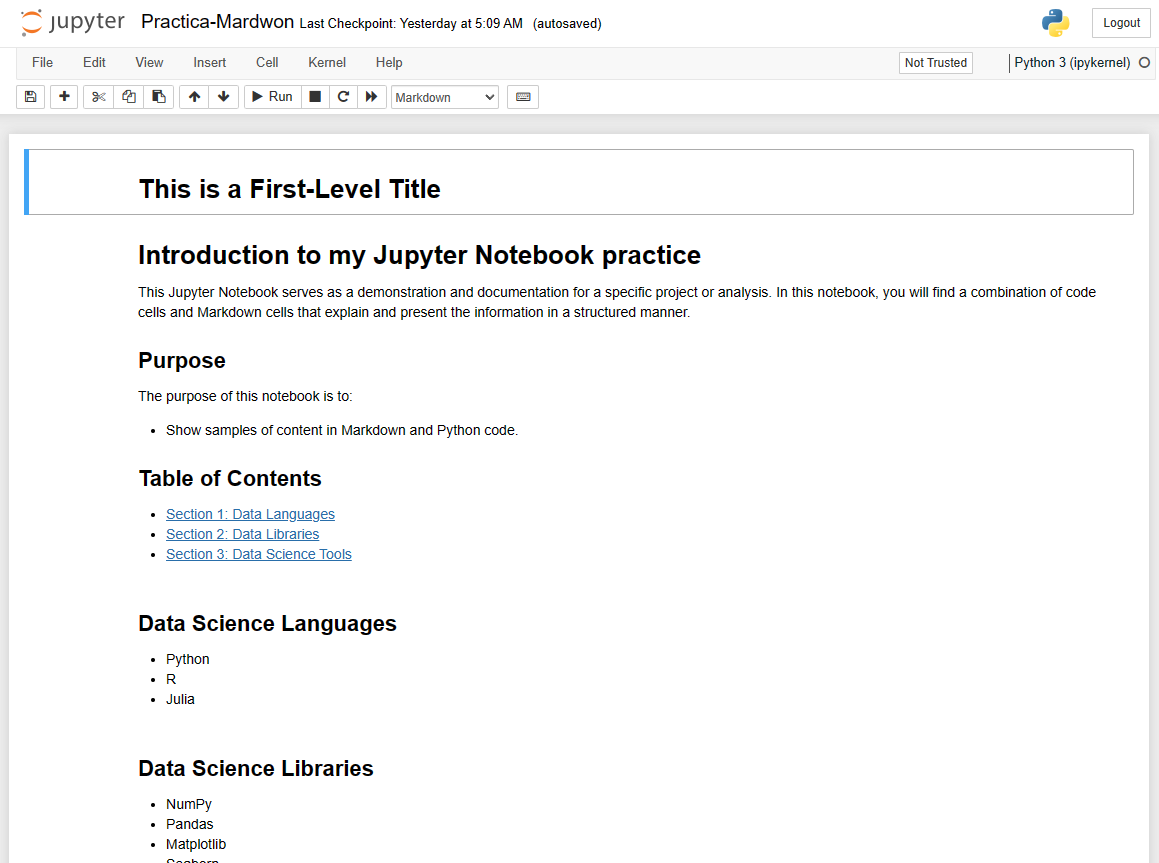 jupyter Practica-Mardwon Last Checkpoint: Yesterday at 5:09 AM (autosaved) Logout
File Edit View Insert Cell Kernel Help Not Trusted Python 3 (ipykernel)
Run Markdown
This is a First-Level Title
Introduction to my Jupyter Notebook practice
This Jupyter Notebook serves as a demonstration and documentation for a specific project or analysis. In this notebook, you will find a combination of code
cells and Markdown cells that explain and present the information in a structured manner.
Purpose
The purpose of this notebook is to:
• Show samples of content in Markdown and Python code.
Table of Contents
• Section 1: Data Languages
• Section 2: Data Libraries
• Section 3: Data Science Tools
Data Science Languages
• Python
• R
• Julia
Data Science Libraries
• NumPy
• Pandas
• Matplotlib